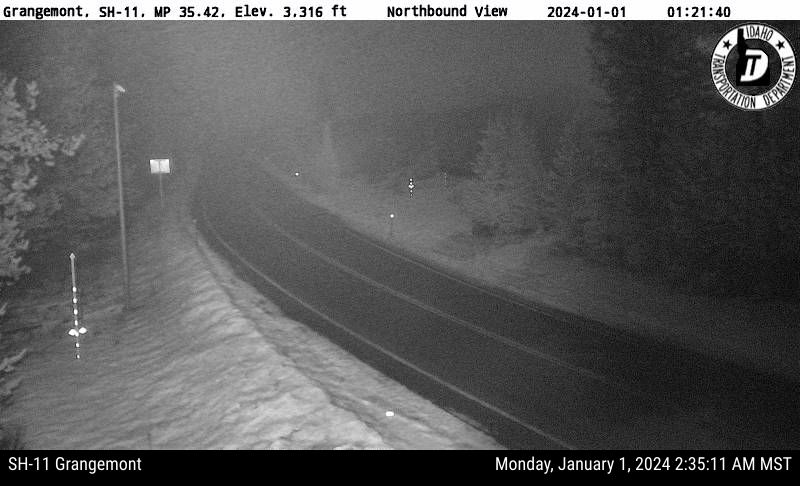 Grangemont, SH-11, MP 35.42, Elev. 3,316 ft Northbound View 2024-01-01 01:21:40
IDAHO
TRANSPORTATION DEPARTMENT
SH-11 Grangemont Monday, January 1, 2024 2:35:11 AM MST